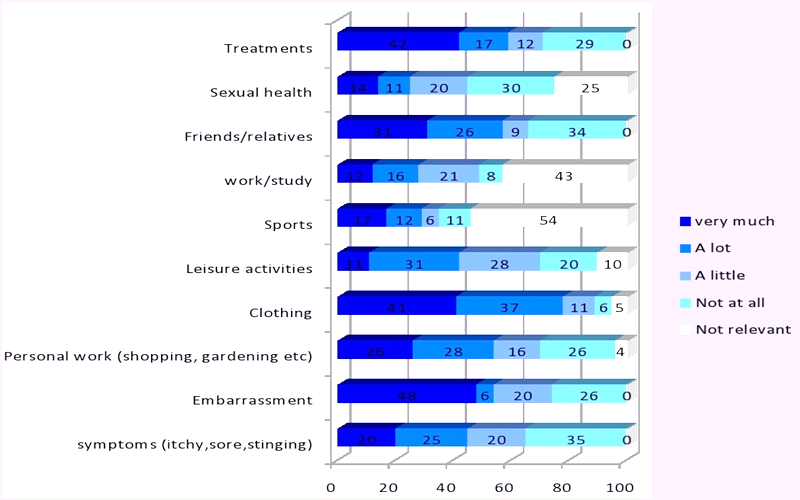 Treatments 42 17 12 29 0
Sexual health 14 11 20 30 25
Friends/relatives 31 26 9 34 0
work/study 12 16 21 8 43
Sports 17 12 6 11 54
Leisure activities 11 31 28 20 10
Clothing 41 37 11 6 5
Personal work (shopping, gardening etc) 26 28 16 26 4
Embarrassment 48 6 20 26 0
symptoms (itchy,sore,stinging) 20 25 20 35 0
0 20 40 60 80 100
very much
A lot
A little
Not at all
Not relevant